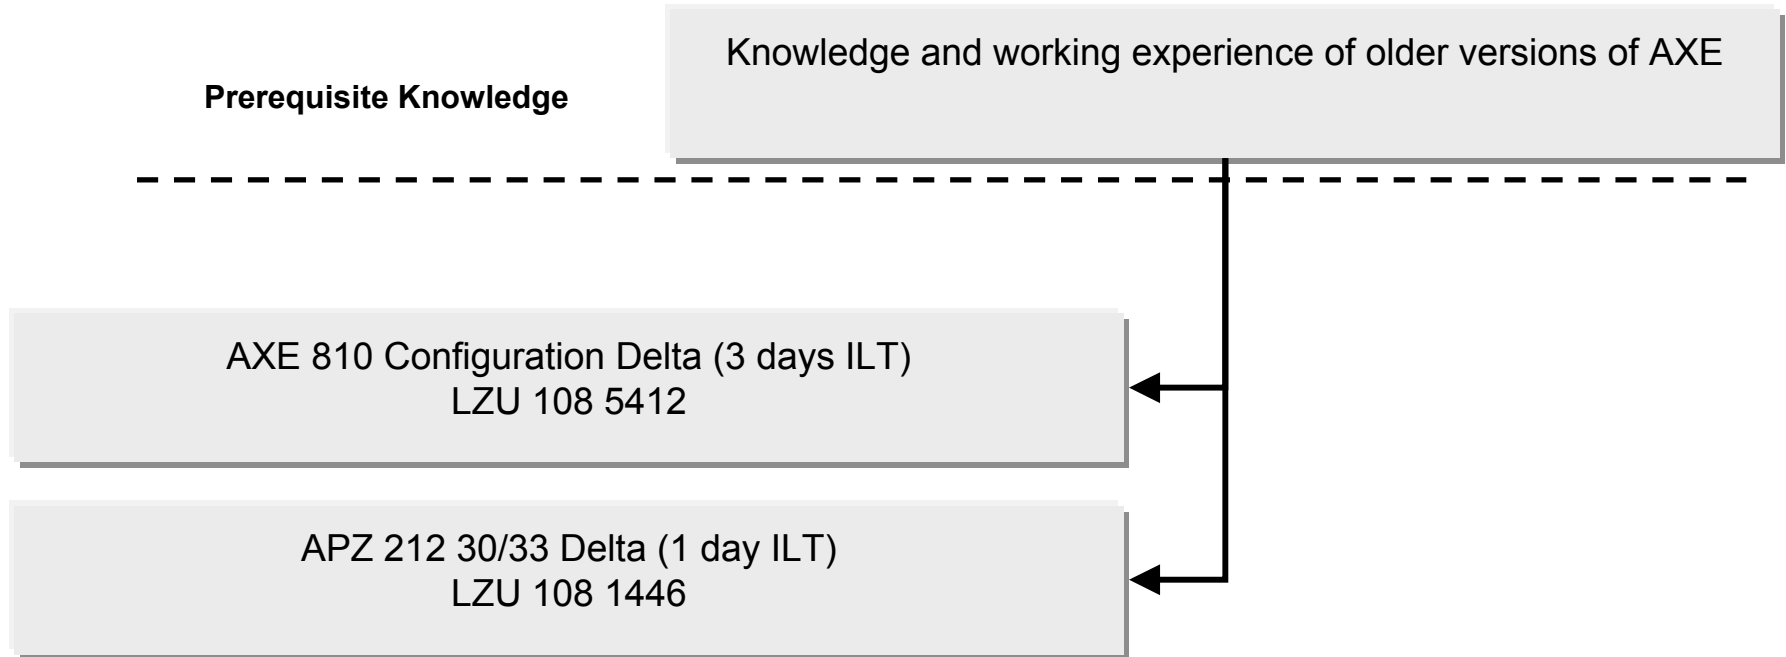 Knowledge and working experience of older versions of AXE
Prerequisite Knowledge
AXE 810 Configuration Delta (3 days ILT)
LZU 108 5412
APZ 212 30/33 Delta (1 day ILT)
LZU 108 1446